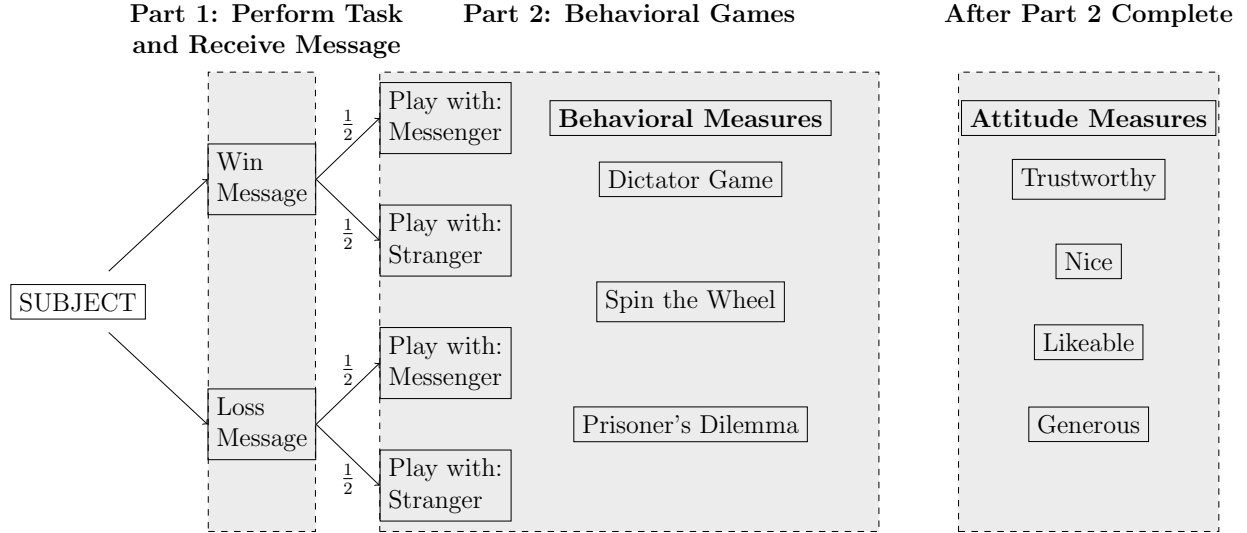 Part 1: Perform Task
and Receive Message
Part 2: Behavioral Games
After Part 2 Complete
SUBJECT
Win
Message
Loss
Message
1/2
1/2
1/2
1/2
Play with:
Messenger
Play with:
Stranger
Play with:
Messenger
Play with:
Stranger
Behavioral Measures
Dictator Game
Spin the Wheel
Prisoner's Dilemma
Attitude Measures
Trustworthy
Nice
Likeable
Generous